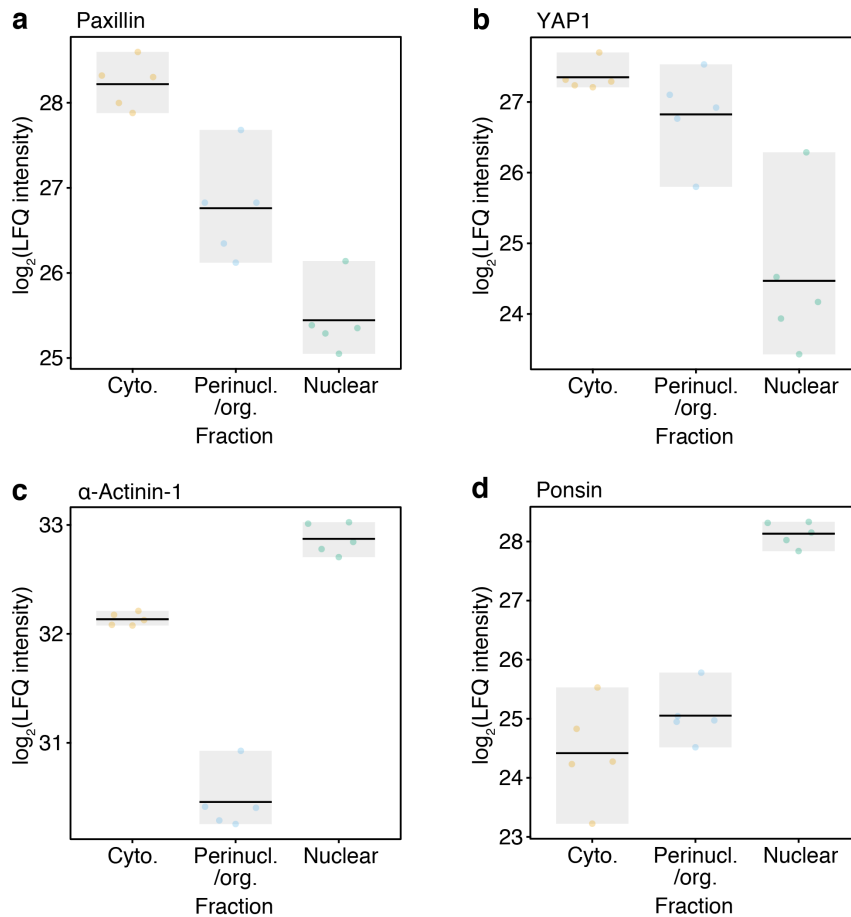 a
Paxillin
log₂(LFQ intensity)
28
27
26
25
Cyto.
Perinucl.
/org.
Nuclear
Fraction
b
YAP1
log₂(LFQ intensity)
27
26
25
24
Cyto.
Perinucl.
/org.
Nuclear
Fraction
c
α-Actinin-1
log₂(LFQ intensity)
33
32
31
Cyto.
Perinucl.
/org.
Nuclear
Fraction
d
Ponsin
log₂(LFQ intensity)
28
27
26
25
24
23
Cyto.
Perinucl.
/org.
Nuclear
Fraction